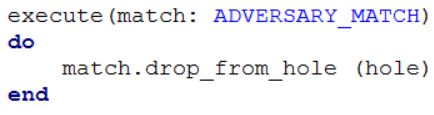 execute(match: ADVERSARY_MATCH)
do
    match.drop_from_hole (hole)
end